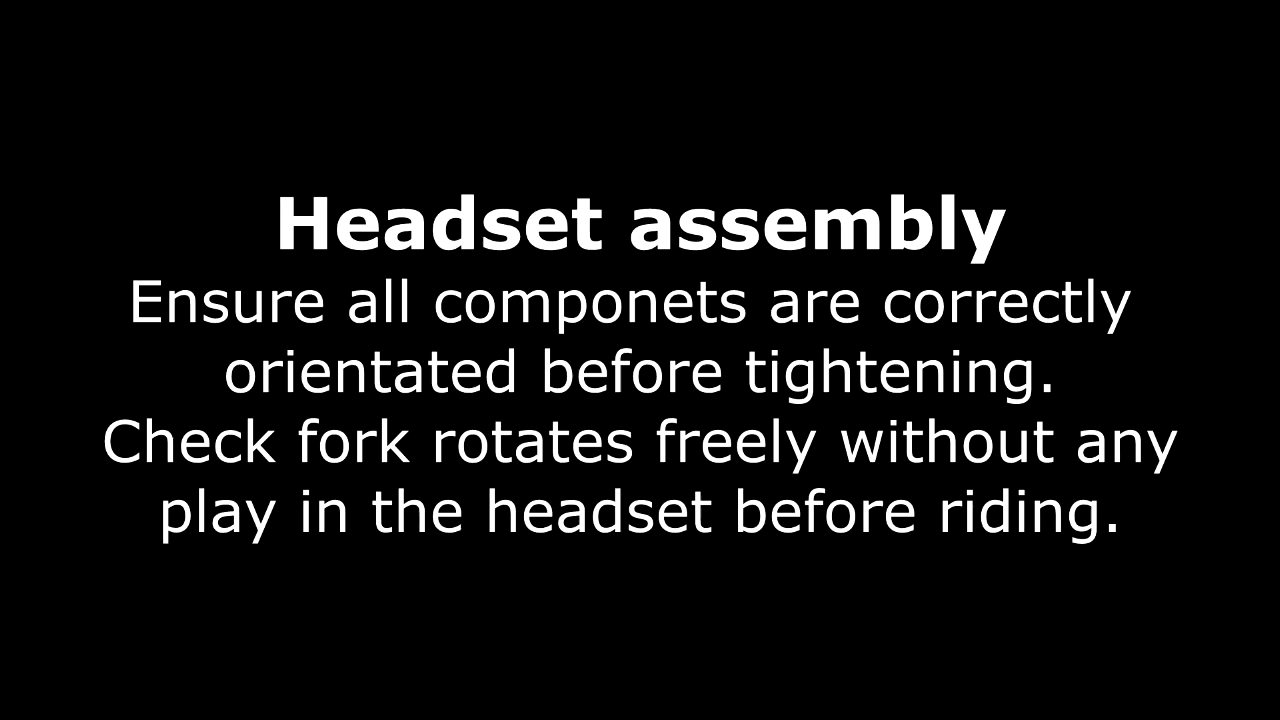 Headset assembly
Ensure all componets are correctly
orientated before tightening.
Check fork rotates freely without any
play in the headset before riding.